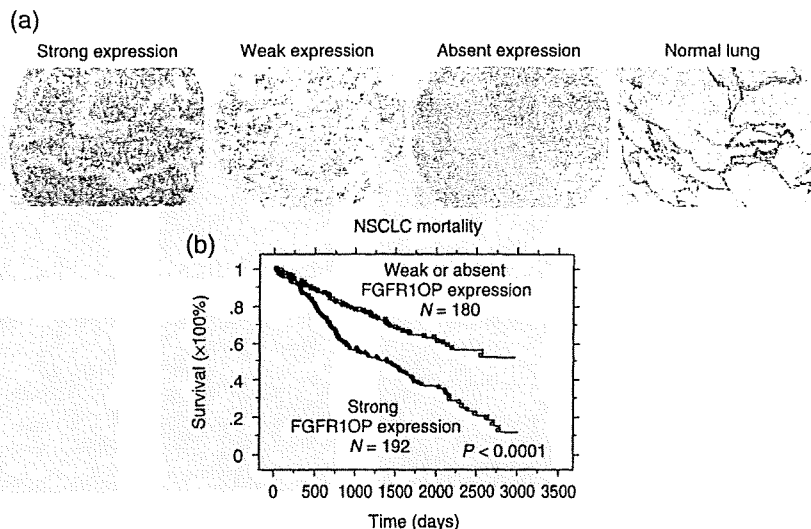 (a)
Strong expression
Weak expression
Absent expression
Normal lung
NSCLC mortality
(b)
Survival (×100%)
1
.8
.6
.4
.2
0
Weak or absent
FGFR1OP expression
N = 180
Strong
FGFR1OP expression
N = 192
P < 0.0001
0 500 1000 1500 2000 2500 3000 3500
Time (days)